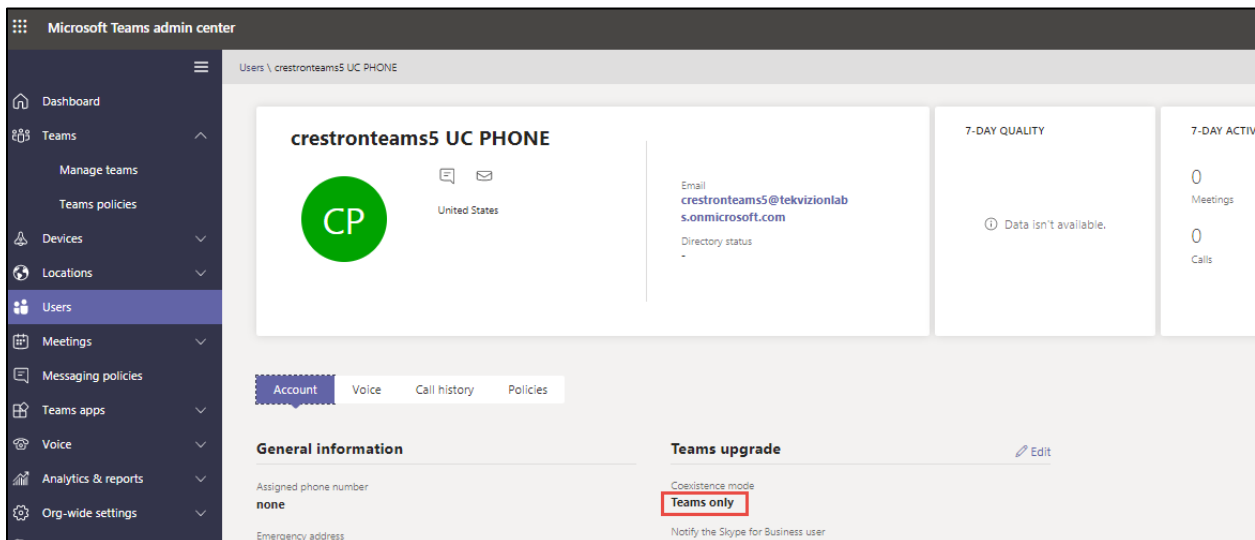 Microsoft Teams admin center
Users \ crestronteams5 UC PHONE
Dashboard
Teams
Manage teams
Teams policies
Devices
Locations
Users
Meetings
Messaging policies
Teams apps
Voice
Analytics & reports
Org-wide settings
crestronteams5 UC PHONE
CP
United States
Email
crestronteams5@tekvizionlab
s.onmicrosoft.com
Directory status
-
7-DAY QUALITY
Data isn't available.
7-DAY ACTIV
0
Meetings
0
Calls
Account Voice Call history Policies
General information
Assigned phone number
none
Emergency address
Teams upgrade
Edit
Coexistence mode
Teams only
Notify the Skype for Business user